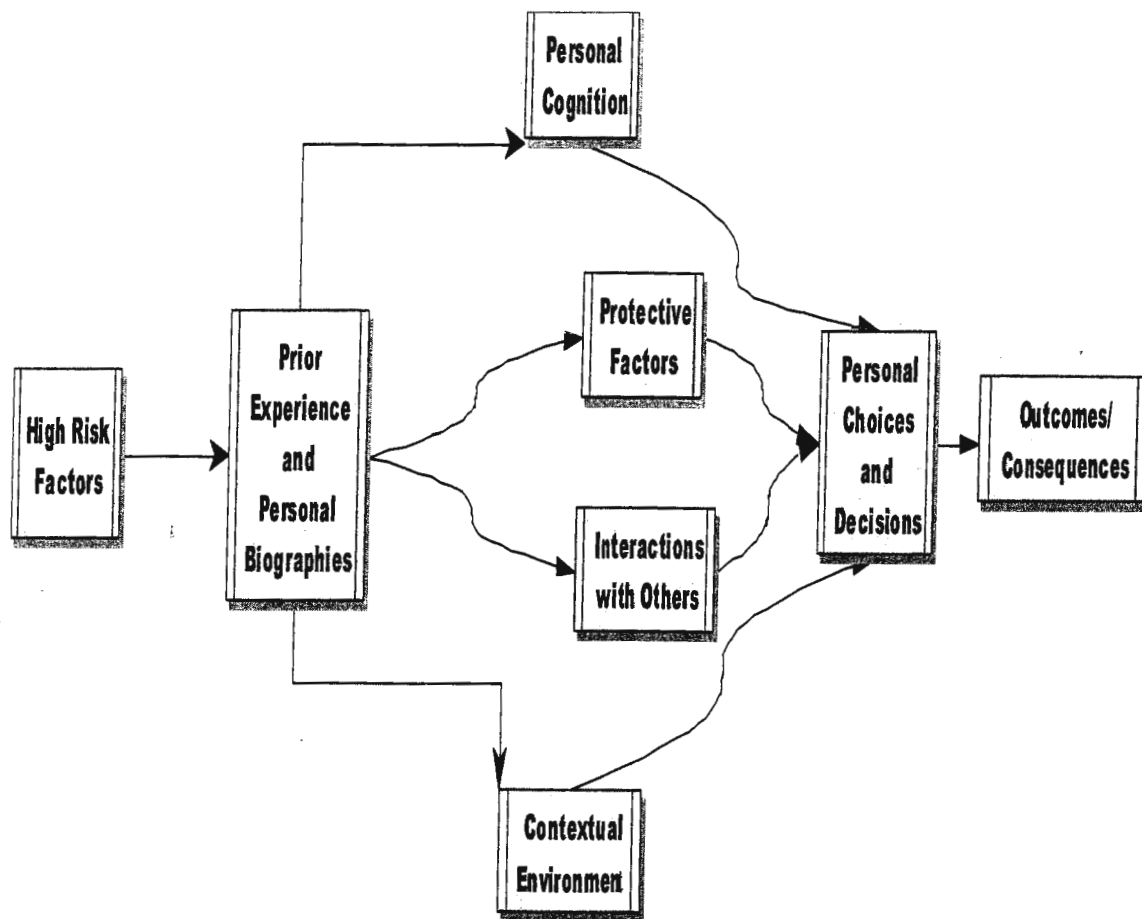 Personal
Cognition
Protective
Factors
Prior
Experience
and
Personal
Biographies
High Risk
Factors
Personal
Choices
and
Decisions
Outcomes/
Consequences
Interactions
with Others
Contextual
Environment